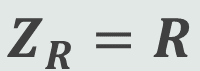 Z_R = R